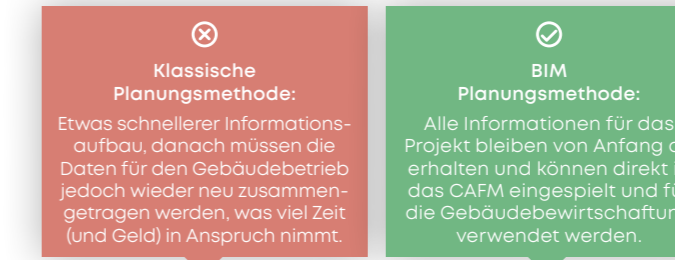 Klassische
Planungsmethode:
Etwas schnellerer Informations-
aufbau, danach müssen die
Daten für den Gebäudebetrieb
jedoch wieder neu zusammen-
getragen werden, was viel Zeit
(und Geld) in Anspruch nimmt.
BIM
Planungsmethode:
Alle Informationen für das
Projekt bleiben von Anfang
erhalten und können direkt
das CAFM eingespielt und
die
verwendet werden.